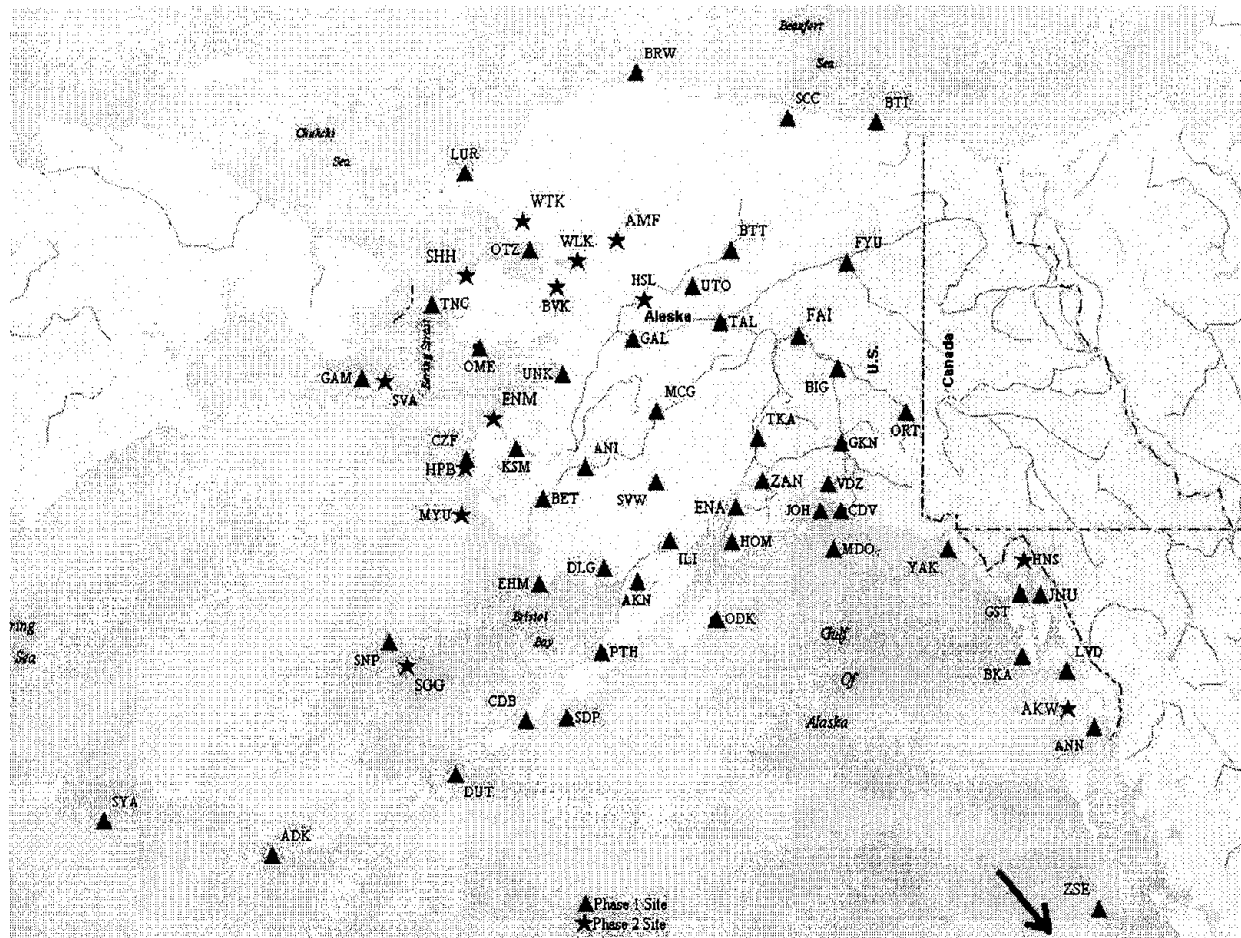 Beaufort
Sea
BRW
SCC
BTI
Chukchi
Sea
LUR
WTK
AMF
BTT
FYU
OTZ
WLK
SHH
HSL
UTO
BVK
TNC
Alaska
TAL
FAI
GAL
OME
Bering Strait
U.S.
Canada
GAM
SVA
UNK
BIG
ENM
MCG
ORT
TKA
CZF
KSM
ANI
GKN
HPB
BET
SVW
ZAN
VDZ
MYU
ENA
JOH
CDV
HOM
MDO
ILI
YAK
HNS
DLG
EHM
AKN
GST
JNU
Bristol
Bay
ODK
Gulf
Of
Alaska
ring
Sea
SNP
SGG
PTH
BKA
LVD
CDB
SDP
AKW
ANN
DUT
SYA
ADK
ZSE
Phase 1 Site
Phase 2 Site